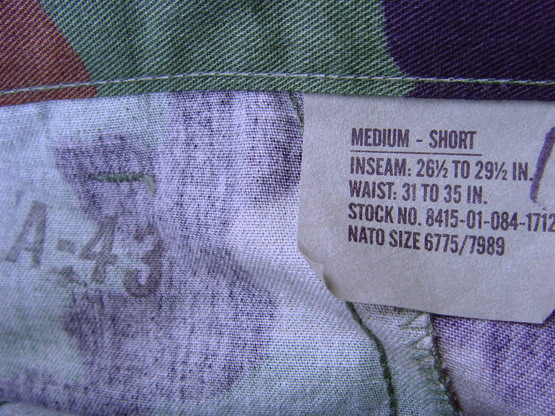 MEDIUM - SHORT
INSEAM: 26½ TO 29½ IN.
WAIST: 31 TO 35 IN.
STOCK NO. 8415-01-084-1712
NATO SIZE 6775/7989
A-43